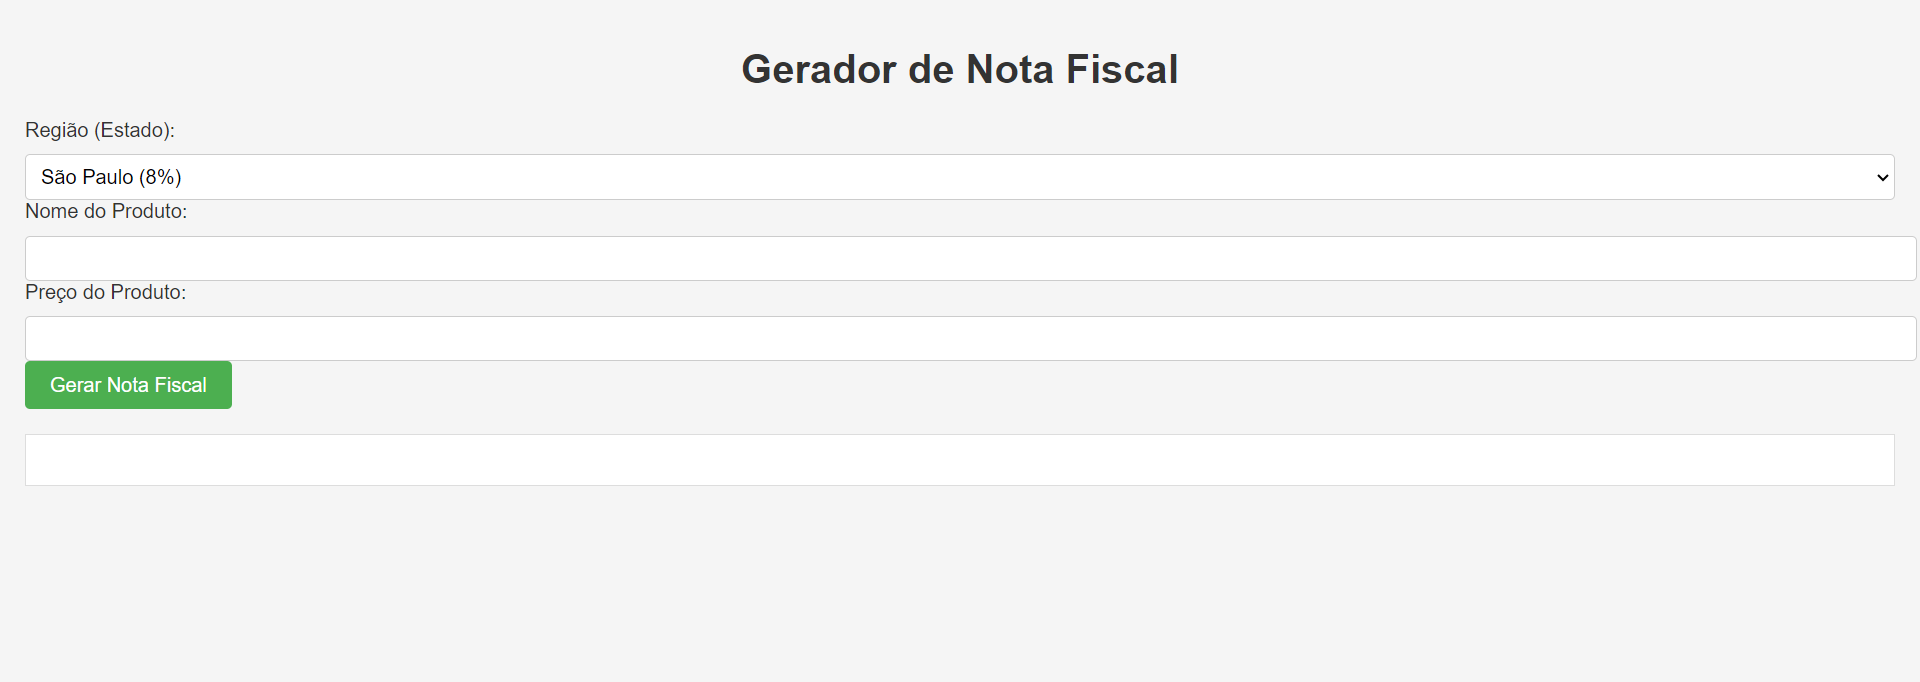 Gerador de Nota Fiscal
Região (Estado):
São Paulo (8%)
Nome do Produto:
Preço do Produto:
Gerar Nota Fiscal